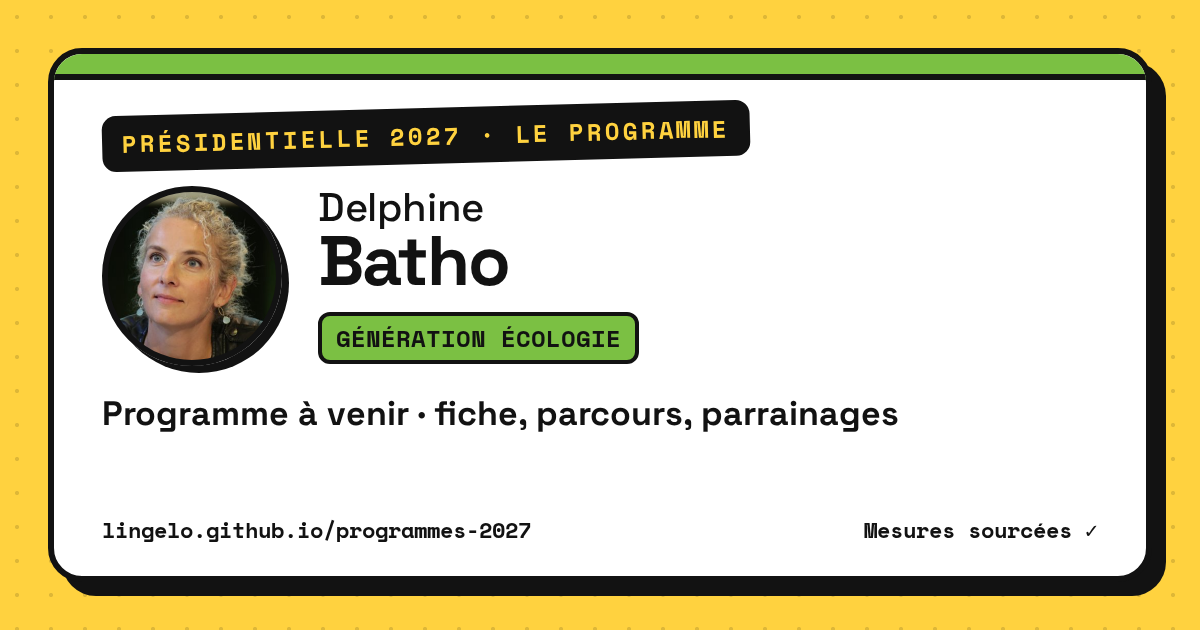 PRÉSIDENTIELLE 2027 · LE PROGRAMME
Delphine
Batho
GÉNÉRATION ÉCOLOGIE
Programme à venir · fiche, parcours, parrainages
lingelo.github.io/programmes-2027
Mesures sourcées ✓